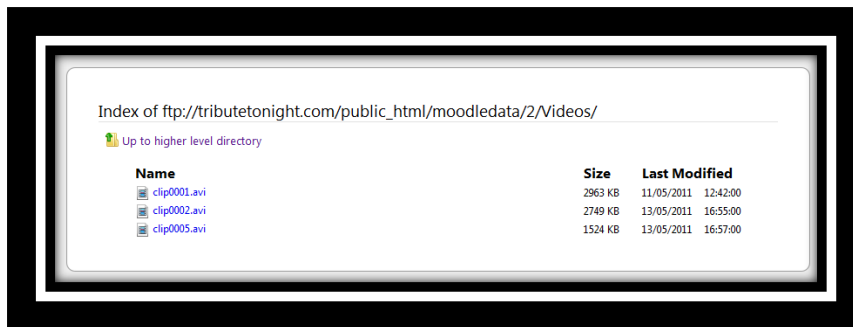 Index of ftp://tributetonight.com/public_html/moodledata/2/Videos/
Up to higher level directory
Name Size Last Modified
clip0001.avi 2963 KB 11/05/2011 12:42:00
clip0002.avi 2749 KB 13/05/2011 16:55:00
clip0005.avi 1524 KB 13/05/2011 16:57:00